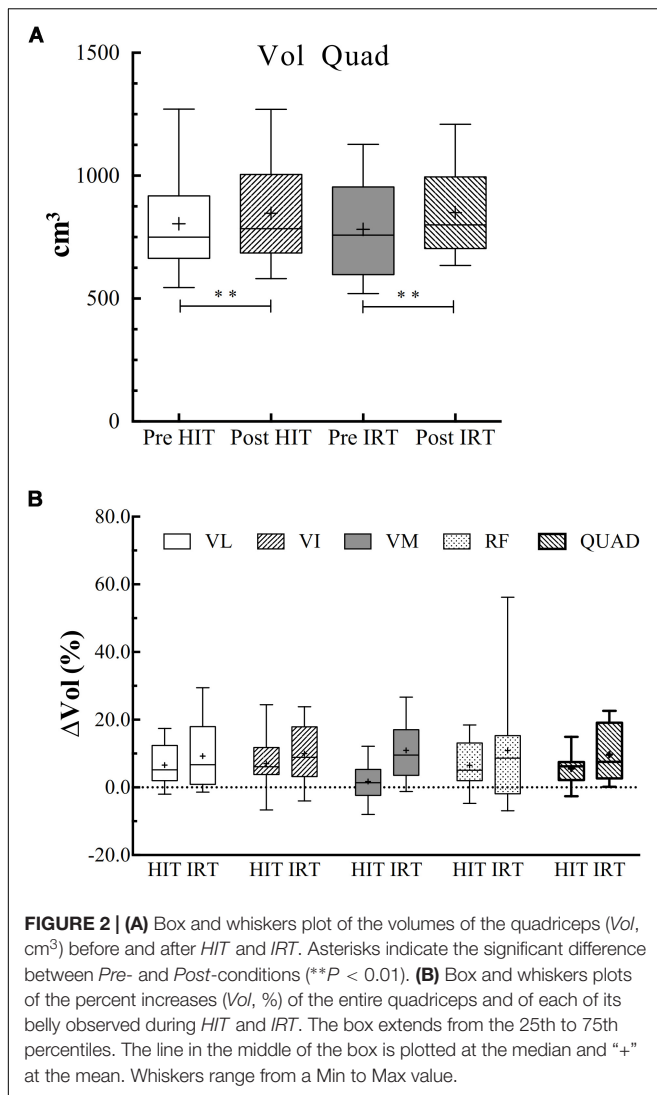 A
Vol Quad
1500
1000
500
0
cm³
**
**
Pre HIT Post HIT Pre IRT Post IRT
B
80.0
60.0
40.0
20.0
0.0
-20.0
ΔVol (%)
VL VI VM RF QUAD
HIT IRT HIT IRT HIT IRT HIT IRT HIT IRT
FIGURE 2 | (A) Box and whiskers plot of the volumes of the quadriceps (Vol,
cm³) before and after HIT and IRT. Asterisks indicate the significant difference
between Pre- and Post-conditions (**P < 0.01). (B) Box and whiskers plots
of the percent increases (Vol, %) of the entire quadriceps and of each of its
belly observed during HIT and IRT. The box extends from the 25th to 75th
percentiles. The line in the middle of the box is plotted at the median and “+”
at the mean. Whiskers range from a Min to Max value.